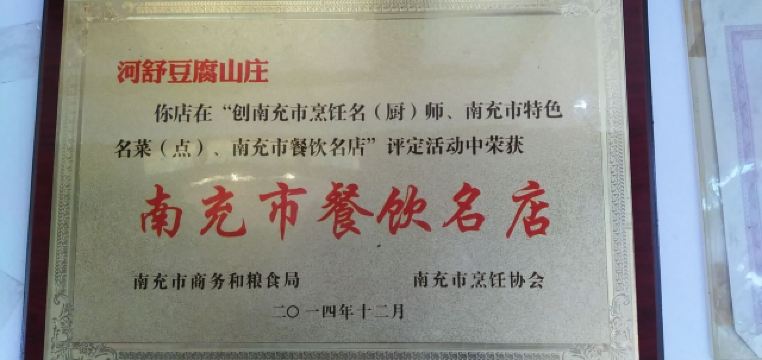 河舒豆腐山庄
你店在“创南充市烹饪名（厨）师、南充市特色
名菜（点）、南充市餐饮名店”评定活动中荣获
南充市餐饮名店
南充市商务和粮食局 南充市烹饪协会
二〇一四年十二月